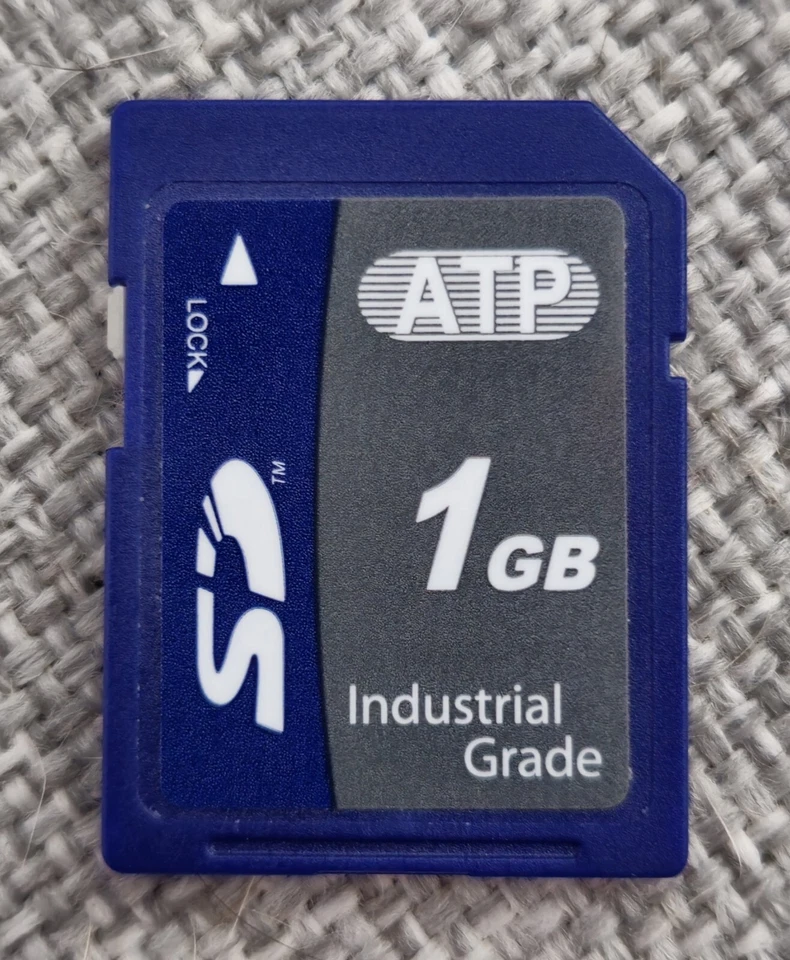 ATP
LOCK
SD™
1GB
Industrial
Grade